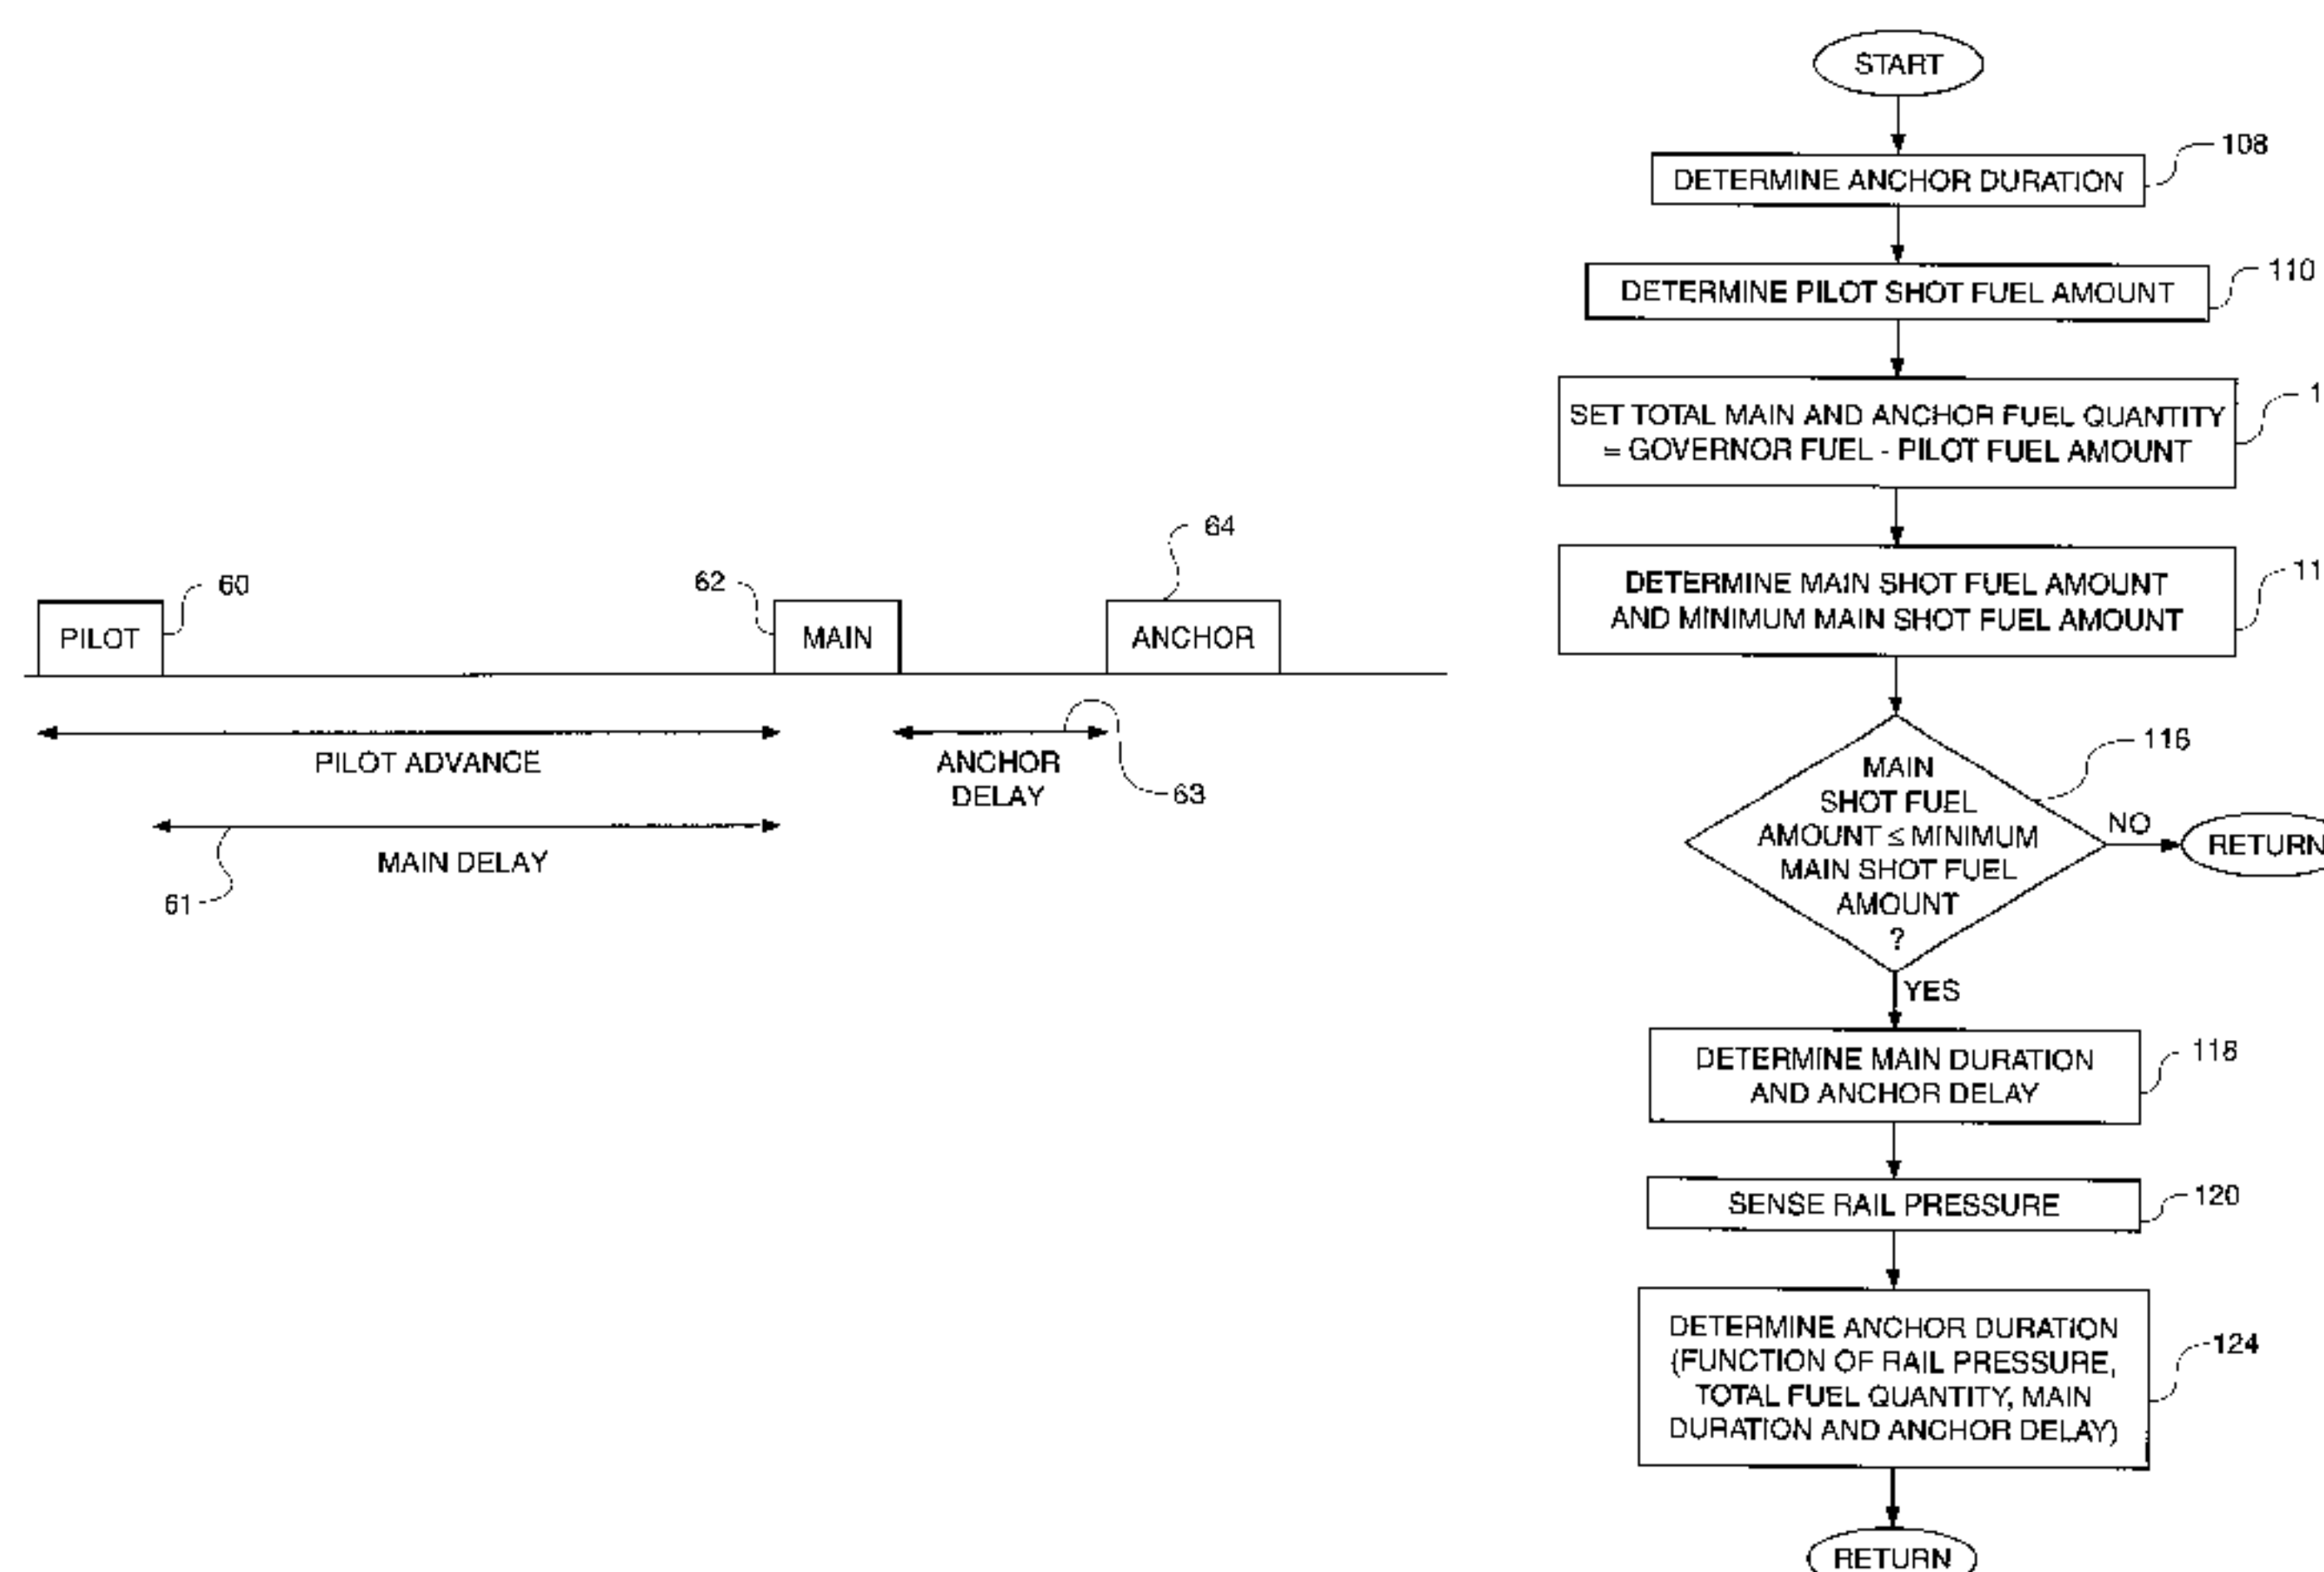 60
PILOT
62
MAIN
64
ANCHOR
PILOT ADVANCE
ANCHOR
DELAY
63
MAIN DELAY
61
START
108
DETERMINE ANCHOR DURATION
110
DETERMINE PILOT SHOT FUEL AMOUNT
SET TOTAL MAIN AND ANCHOR FUEL QUANTITY
= GOVERNOR FUEL - PILOT FUEL AMOUNT
1
DETERMINE MAIN SHOT FUEL AMOUNT
AND MINIMUM MAIN SHOT FUEL AMOUNT
11
116
MAIN
SHOT FUEL
AMOUNT ≤ MINIMUM
MAIN SHOT FUEL
AMOUNT
?
NO
RETURN
YES
DETERMINE MAIN DURATION
AND ANCHOR DELAY
118
SENSE RAIL PRESSURE
120
DETERMINE ANCHOR DURATION
(FUNCTION OF RAIL PRESSURE,
TOTAL FUEL QUANTITY, MAIN
DURATION AND ANCHOR DELAY)
124
RETURN